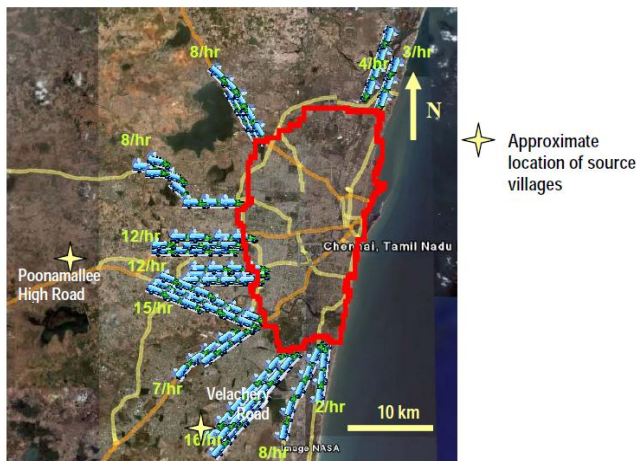 8/hr
4/hr
3/hr
N
Approximate
location of source
villages
8/hr
12/hr
Chennai, Tamil Nadu
Poonamallee
High Road
12/hr
15/hr
7/hr
Velachery
Road
2/hr
10 km
16/hr
8/hr
Image NASA